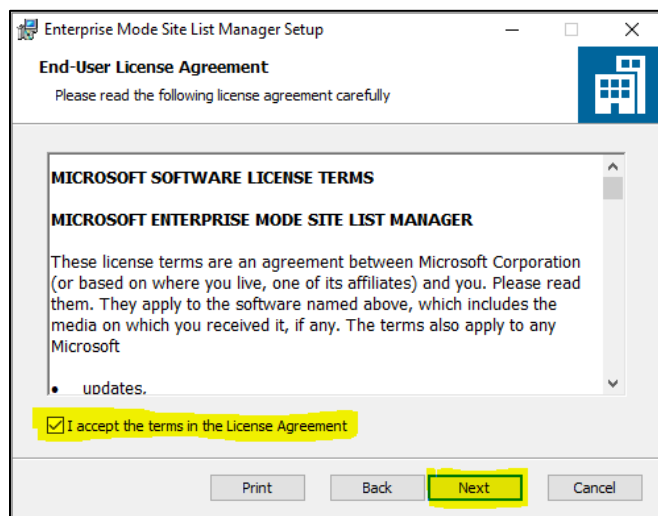 Enterprise Mode Site List Manager Setup
End-User License Agreement
Please read the following license agreement carefully
MICROSOFT SOFTWARE LICENSE TERMS
MICROSOFT ENTERPRISE MODE SITE LIST MANAGER
These license terms are an agreement between Microsoft Corporation
(or based on where you live, one of its affiliates) and you. Please read
them. They apply to the software named above, which includes the
media on which you received it, if any. The terms also apply to any
Microsoft
• updates,
I accept the terms in the License Agreement
Print Back Next Cancel